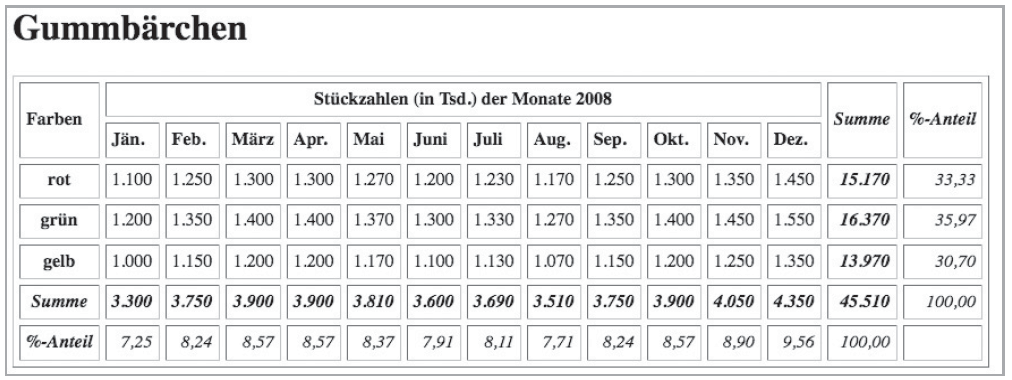 Gummbärchen
Farben Stückzahlen (in Tsd.) der Monate 2008 Summe %-Anteil
Jän. Feb. März Apr. Mai Juni Juli Aug. Sep. Okt. Nov. Dez.
rot 1.100 1.250 1.300 1.300 1.270 1.200 1.230 1.170 1.250 1.300 1.350 1.450 15.170 33,33
grün 1.200 1.350 1.400 1.400 1.370 1.300 1.330 1.270 1.350 1.400 1.450 1.550 16.370 35,97
gelb 1.000 1.150 1.200 1.200 1.170 1.100 1.130 1.070 1.150 1.200 1.250 1.350 13.970 30,70
Summe 3.300 3.750 3.900 3.900 3.810 3.600 3.690 3.510 3.750 3.900 4.050 4.350 45.510 100,00
%-Anteil 7,25 8,24 8,57 8,57 8,37 7,91 8,11 7,71 8,24 8,57 8,90 9,56 100,00